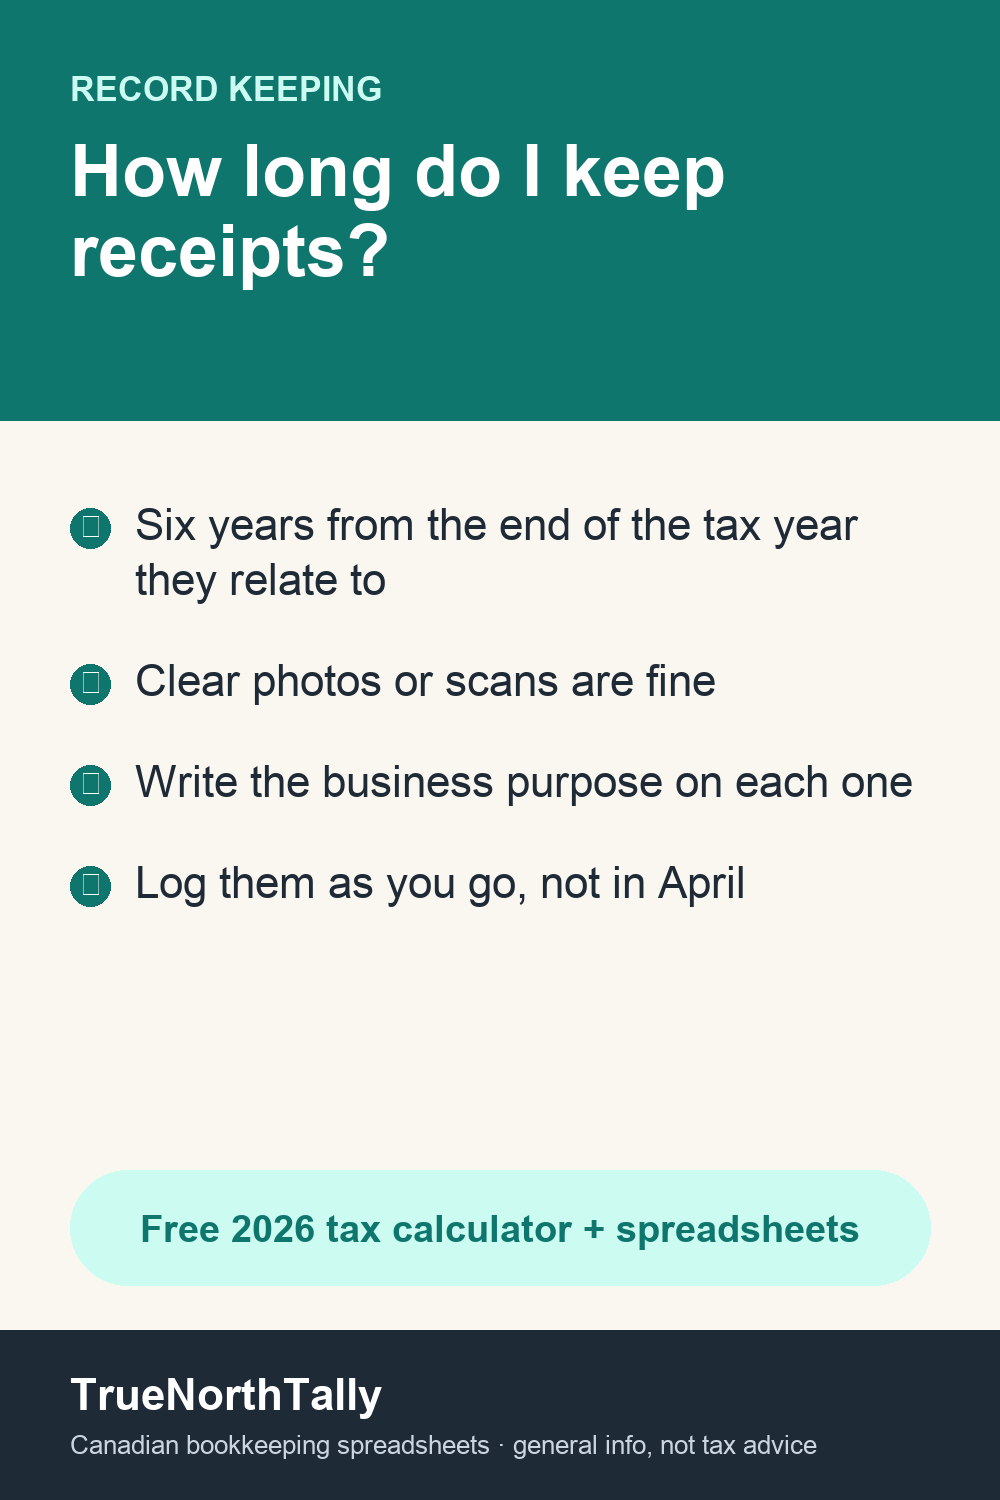 RECORD KEEPING
How long do I keep
receipts?
Six years from the end of the tax year
they relate to
Clear photos or scans are fine
Write the business purpose on each one
Log them as you go, not in April
Free 2026 tax calculator + spreadsheets
TrueNorthTally
Canadian bookkeeping spreadsheets · general info, not tax advice